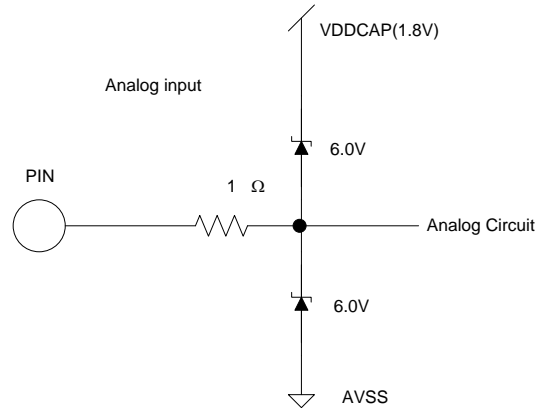 VDDCAP(1.8V)
Analog input
6.0V
PIN
1 Ω
Analog Circuit
6.0V
AVSS